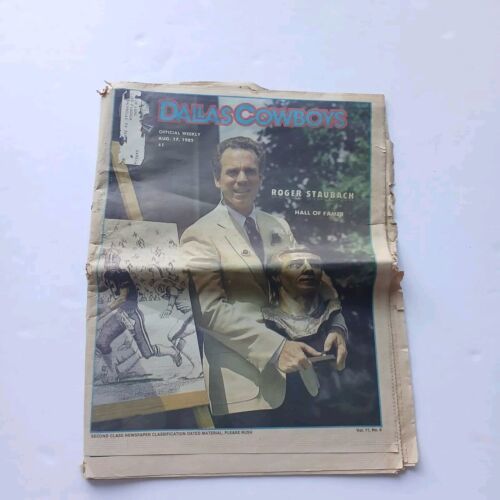 DALLAS COWBOYS
OFFICIAL WEEKLY
AUG. 17, 1985
$1
ROGER STAUBACH
HALL OF FAMER
SECOND CLASS NEWSPAPER CLASSIFICATION DATED MATERIAL, PLEASE RUSH
Vol. 11, No. 6